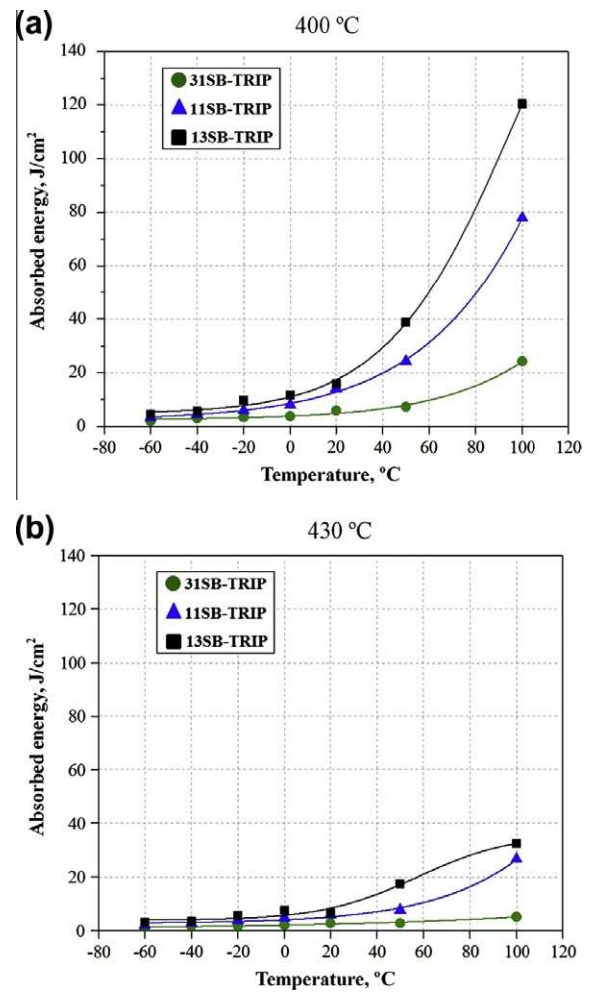 (a)
400 ºC
140
120
100
80
60
40
20
0
Absorbed energy, J/cm²
31SB-TRIP
11SB-TRIP
13SB-TRIP
-80 -60 -40 -20 0 20 40 60 80 100 120
Temperature, ºC
(b)
430 ºC
140
120
100
80
60
40
20
0
Absorbed energy, J/cm²
31SB-TRIP
11SB-TRIP
13SB-TRIP
-80 -60 -40 -20 0 20 40 60 80 100 120
Temperature, ºC